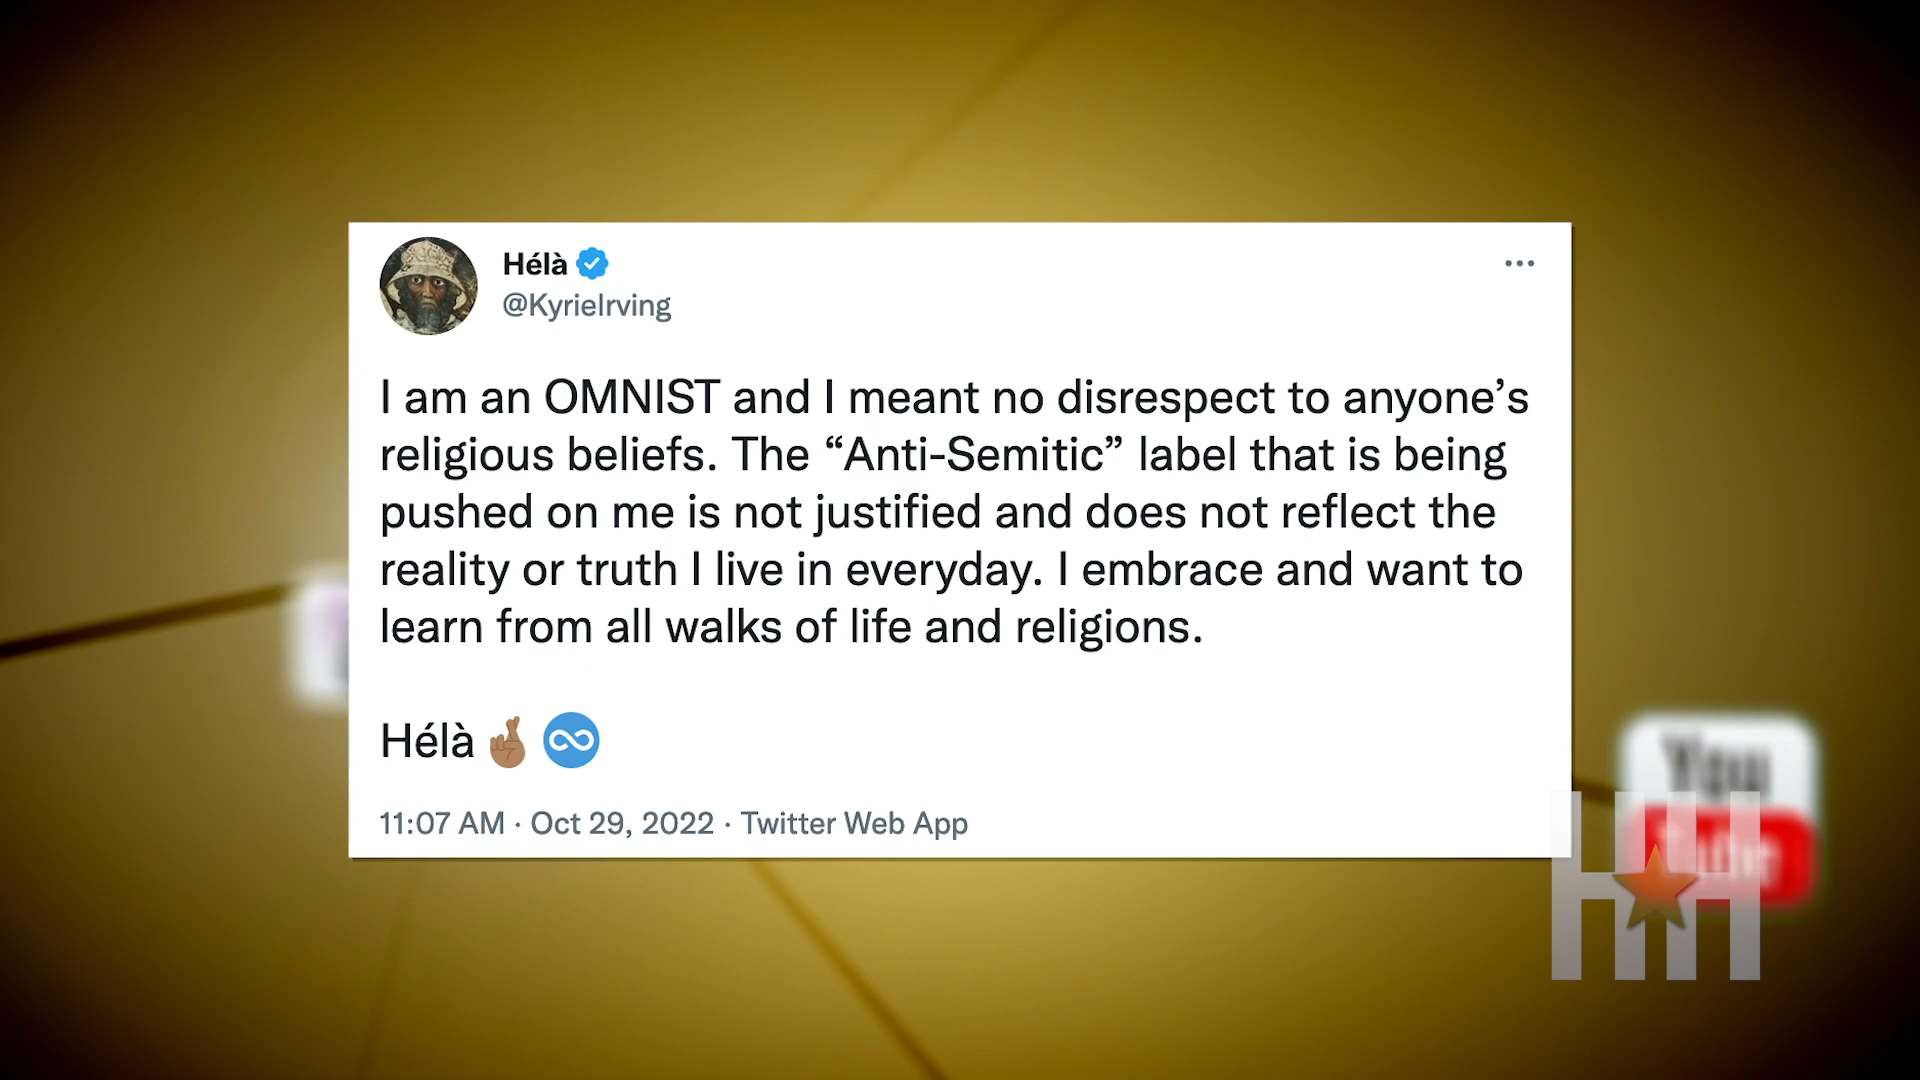 Hélà
@KyrieIrving
I am an OMNIST and I meant no disrespect to anyone’s
religious beliefs. The “Anti-Semitic” label that is being
pushed on me is not justified and does not reflect the
reality or truth I live in everyday. I embrace and want to
learn from all walks of life and religions.
Hélà🤞🏽♾️
11:07 AM · Oct 29, 2022 · Twitter Web App
You
Tube
HH